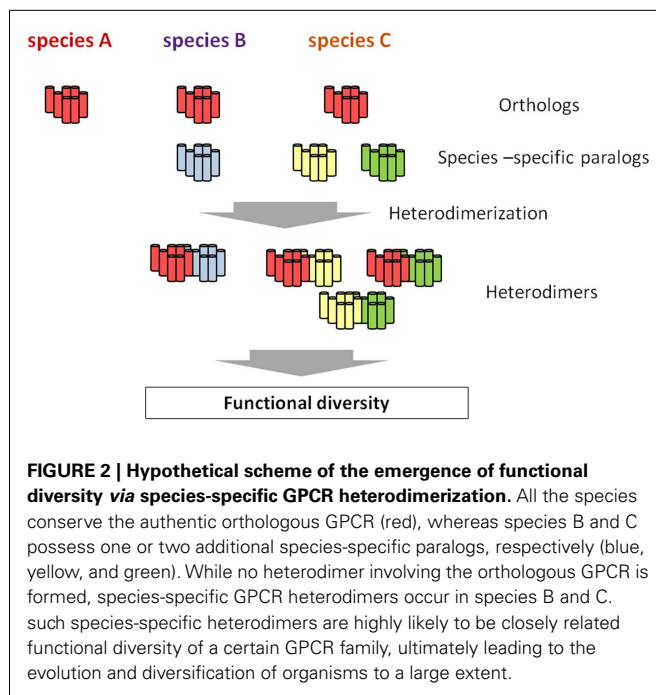 species A species B species C
Orthologs
Species –specific paralogs
Heterodimerization
Heterodimers
Functional diversity
FIGURE 2 | Hypothetical scheme of the emergence of functional
diversity via species-specific GPCR heterodimerization. All the species
conserve the authentic orthologous GPCR (red), whereas species B and C
possess one or two additional species-specific paralogs, respectively (blue,
yellow, and green). While no heterodimer involving the orthologous GPCR is
formed, species-specific GPCR heterodimers occur in species B and C.
such species-specific heterodimers are highly likely to be closely related
functional diversity of a certain GPCR family, ultimately leading to the
evolution and diversification of organisms to a large extent.